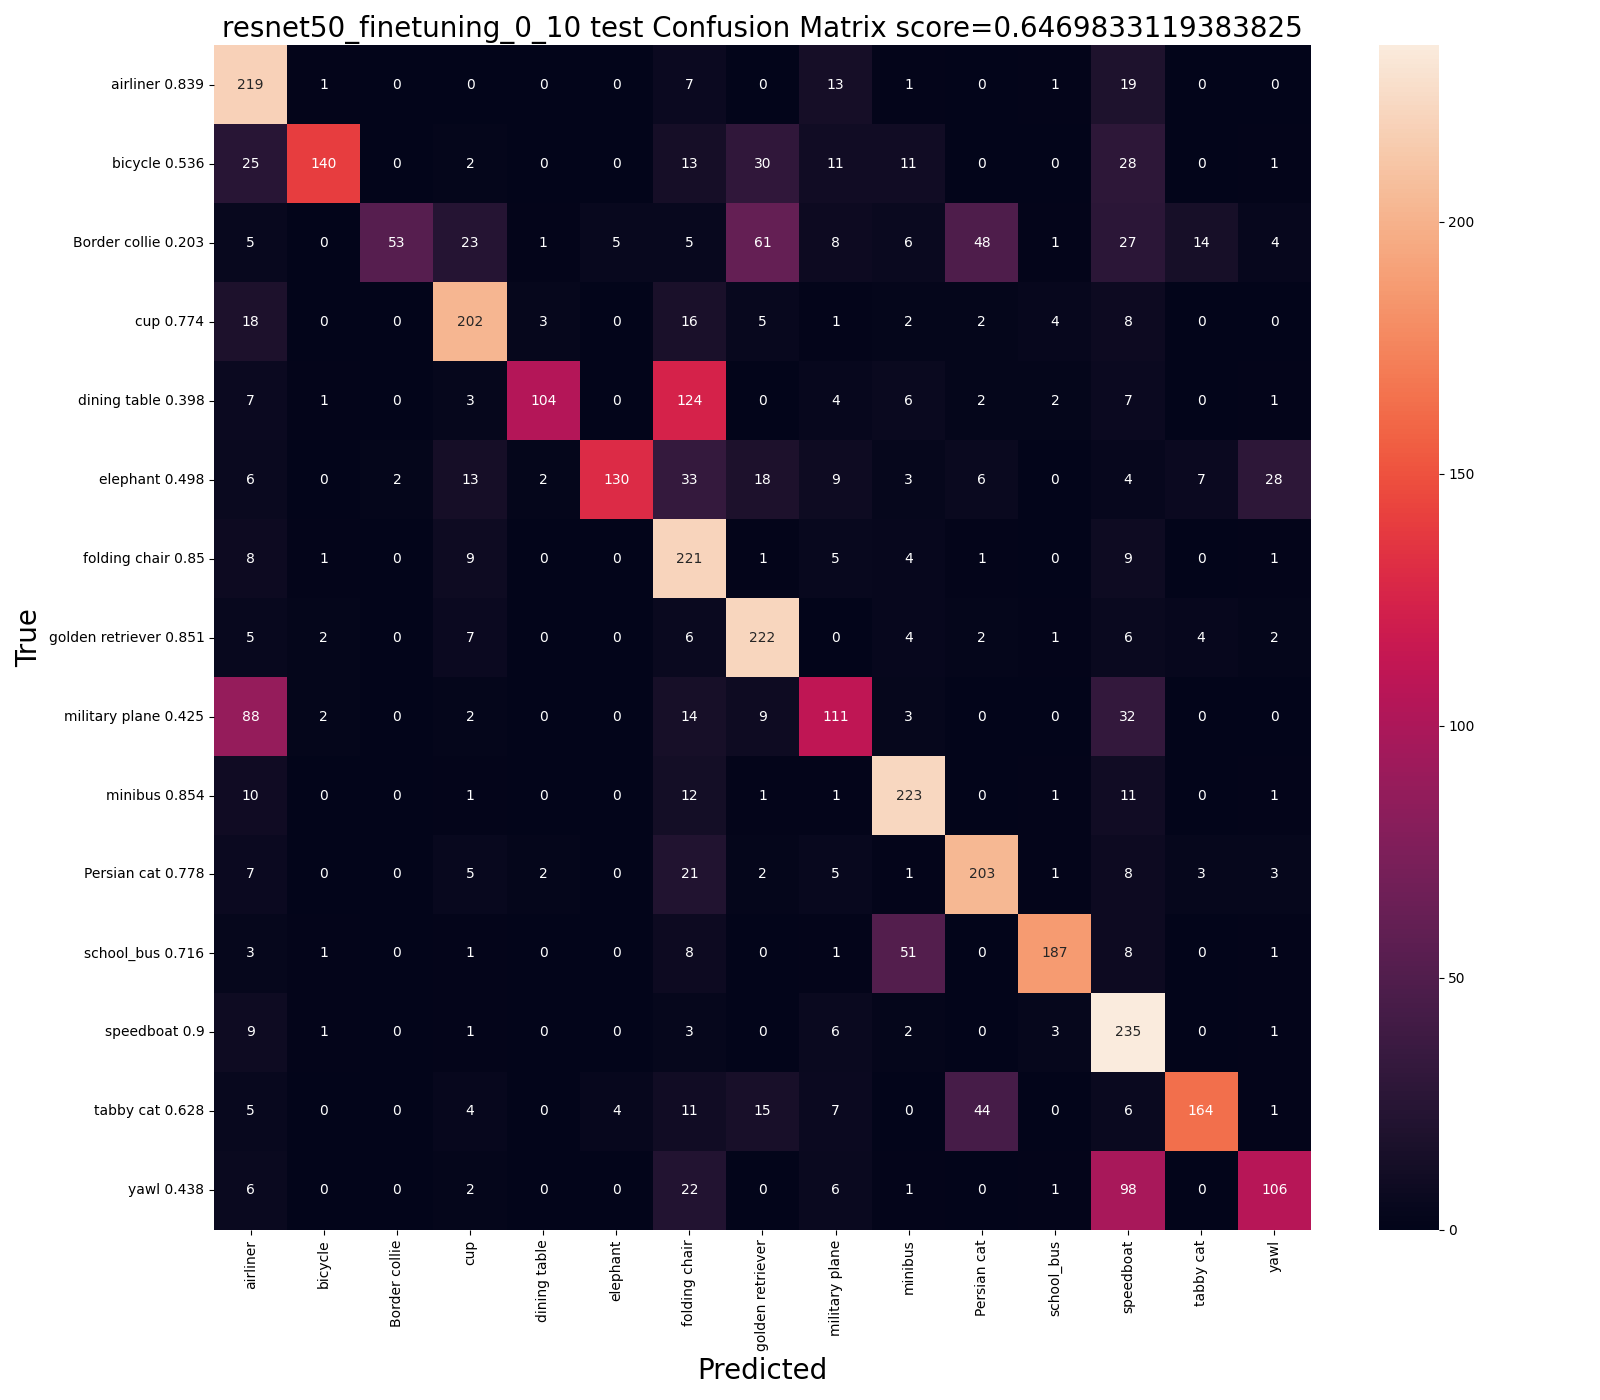 resnet50_finetuning_0_10 test Confusion Matrix score=0.6469833119383825
True
airliner 0.839 219 1 0 0 0 0 7 0 13 1 0 1 19 0 0
bicycle 0.536 25 140 0 2 0 0 13 30 11 11 0 0 28 0 1
Border collie 0.203 5 0 53 23 1 5 5 61 8 6 48 1 27 14 4
cup 0.774 18 0 0 202 3 0 16 5 1 2 2 4 8 0 0
dining table 0.398 7 1 0 3 104 0 124 0 4 6 2 2 7 0 1
elephant 0.498 6 0 2 13 2 130 33 18 9 3 6 0 4 7 28
folding chair 0.85 8 1 0 9 0 0 221 1 5 4 1 0 9 0 1
golden retriever 0.851 5 2 0 7 0 0 6 222 0 4 2 1 6 4 2
military plane 0.425 88 2 0 2 0 0 14 9 111 3 0 0 32 0 0
minibus 0.854 10 0 0 1 0 0 12 1 1 223 0 1 11 0 1
Persian cat 0.778 7 0 0 5 2 0 21 2 5 1 203 1 8 3 3
school_bus 0.716 3 1 0 1 0 0 8 0 1 51 0 187 8 0 1
speedboat 0.9 9 1 0 1 0 0 3 0 6 2 0 3 235 0 1
tabby cat 0.628 5 0 0 4 0 4 11 15 7 0 44 0 6 164 1
yawl 0.438 6 0 0 2 0 0 22 0 6 1 0 1 98 0 106
airliner
bicycle
Border collie
cup
dining table
elephant
folding chair
golden retriever
military plane
minibus
Persian cat
school_bus
speedboat
tabby cat
yawl
Predicted
200
150
100
50
0